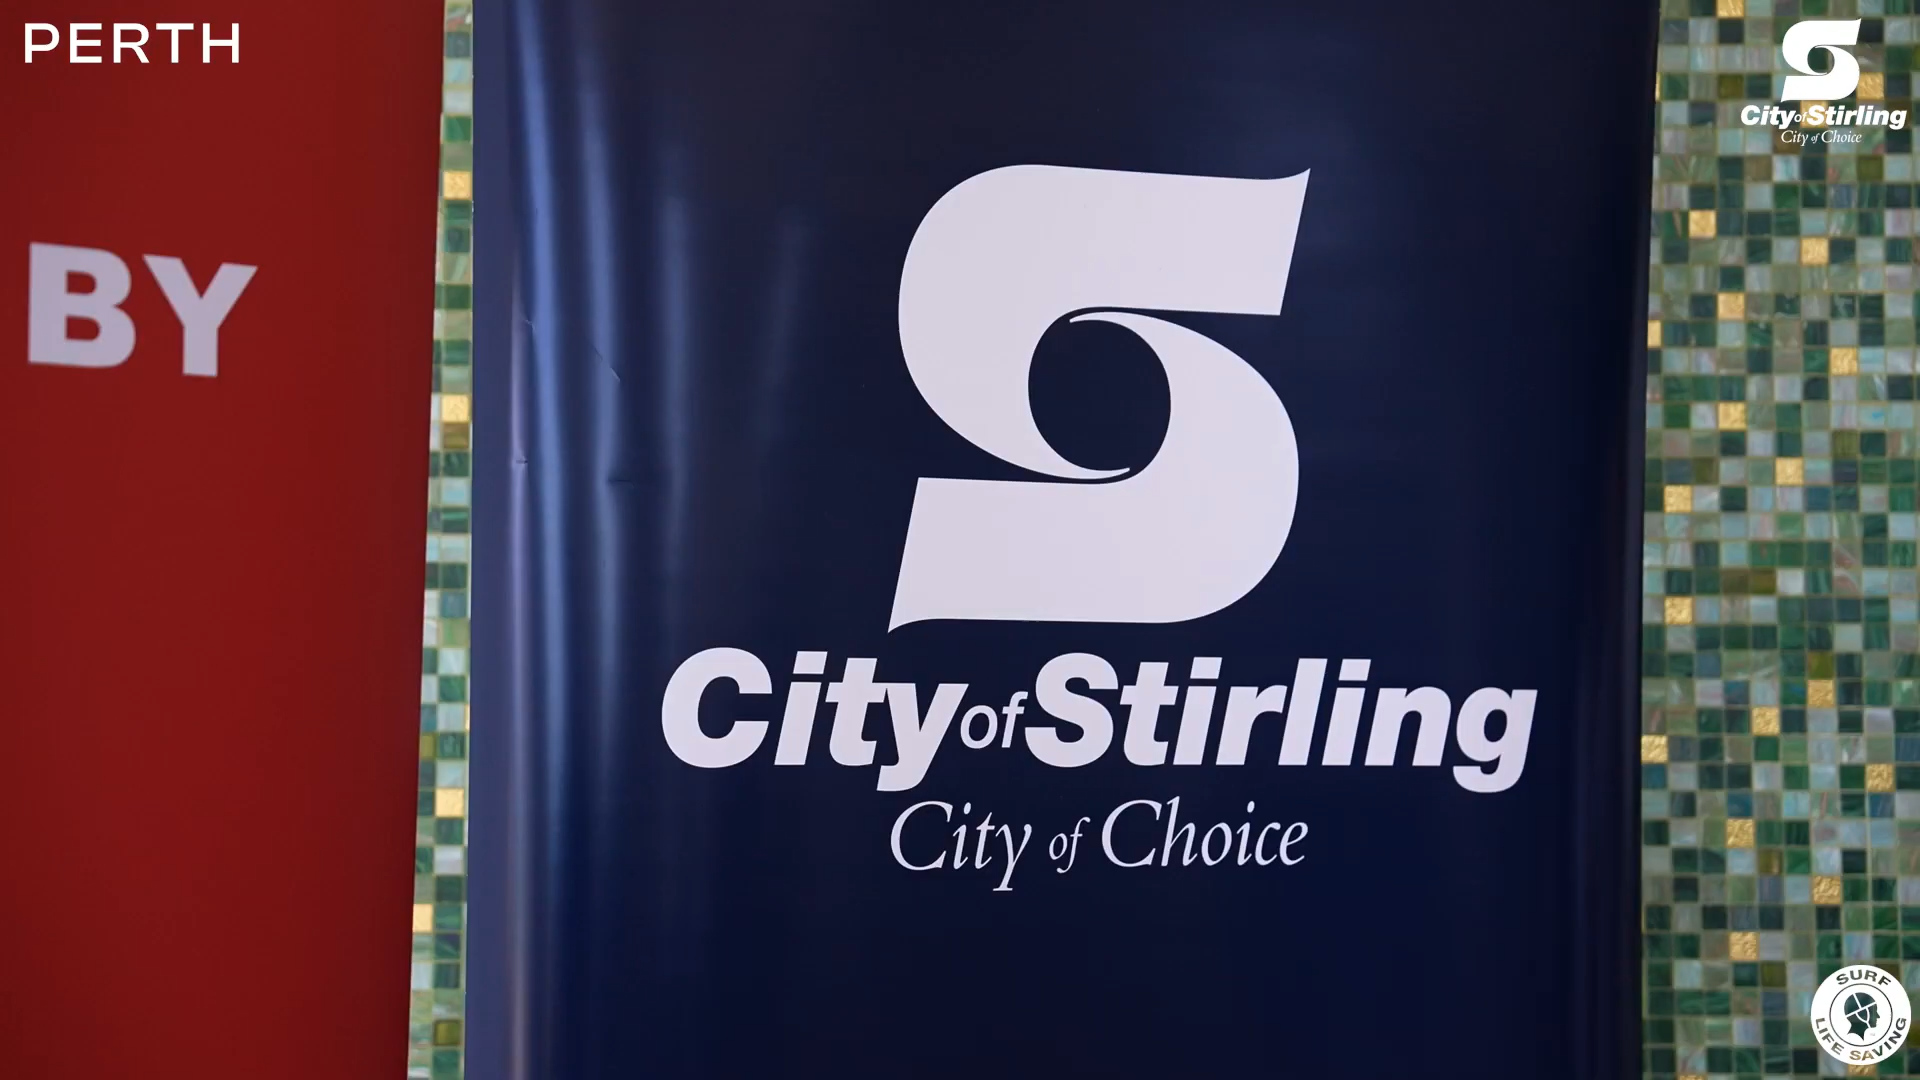 PERTH
City of Stirling
City of Choice
BY
City of Stirling
City of Choice
SURF
LIFE SAVING